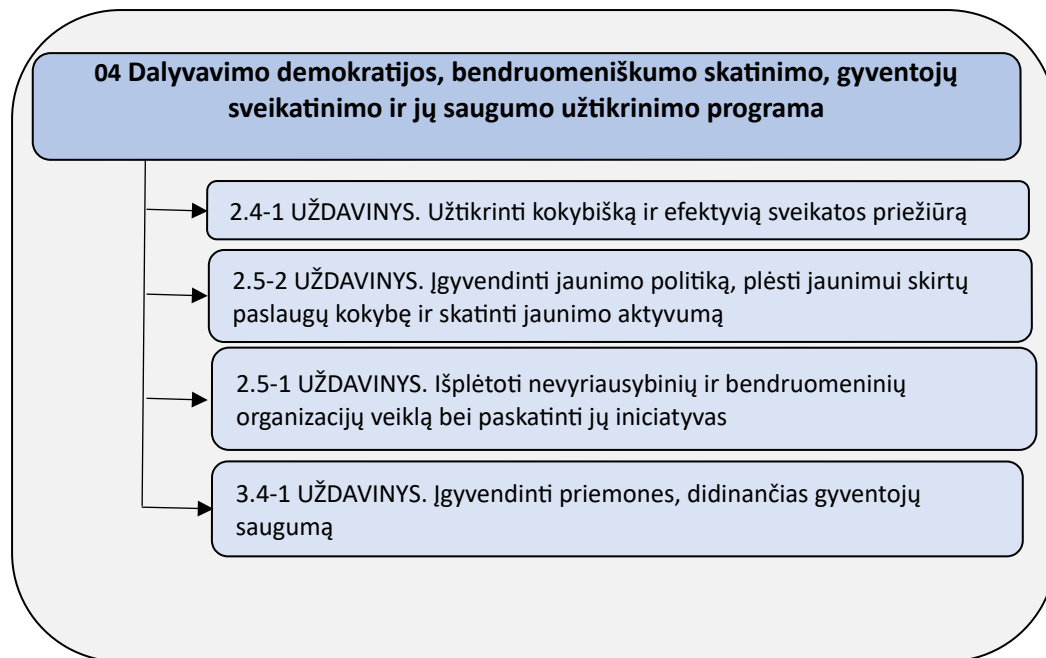 04 Dalyvavimo demokratijos, bendruomeniškumo skatinimo, gyventojų
sveikatinimo ir jų saugumo užtikrinimo programa
2.4-1 UŽDAVINYS. Užtikrinti kokybišką ir efektyvią sveikatos priežiūrą
2.5-2 UŽDAVINYS. Įgyvendinti jaunimo politiką, plėsti jaunimui skirtų
paslaugų kokybę ir skatinti jaunimo aktyvumą
2.5-1 UŽDAVINYS. Išplėtoti nevyriausybinių ir bendruomeninių
organizacijų veiklą bei paskatinti jų iniciatyvas
3.4-1 UŽDAVINYS. Įgyvendinti priemones, didinančias gyventojų
saugumą